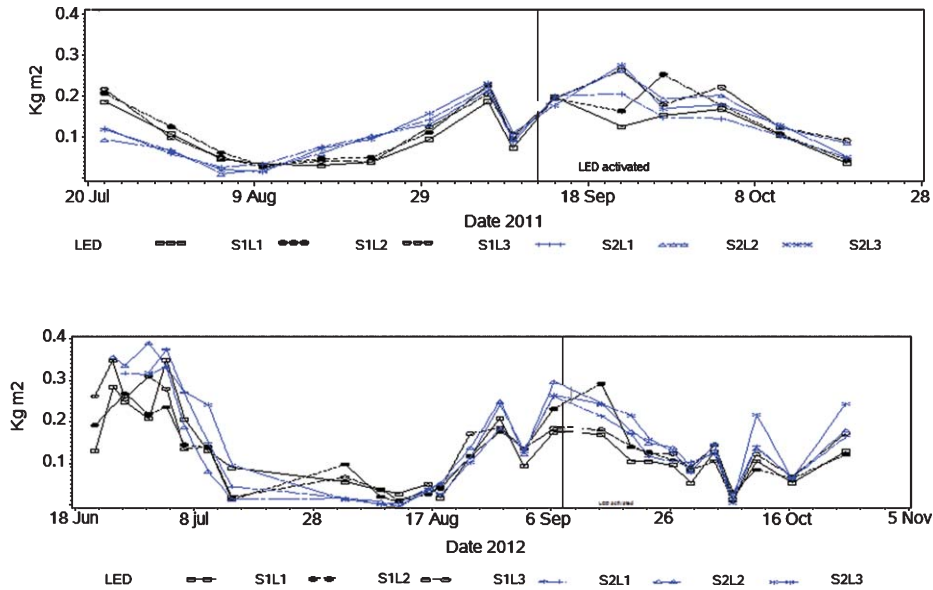 0.4
0.3
0.2
0.1
Kg m2
LED activated
20 Jul 9 Aug 29 18 Sep 8 Oct 28
Date 2011
LED S1L1 S1L2 S1L3 S2L1 S2L2 S2L3
0.4
0.3
0.2
0.1
Kg m2
LED activated
18 Jun 8 jul 28 17 Aug 6 Sep 26 16 Oct 5 Nov
Date 2012
LED S1L1 S1L2 S1L3 S2L1 S2L2 S2L3